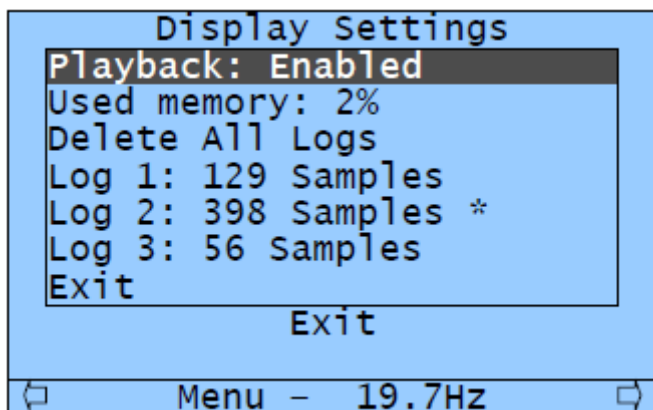 Display Settings
Playback: Enabled
Used memory: 2%
Delete All Logs
Log 1: 129 Samples
Log 2: 398 Samples *
Log 3: 56 Samples
Exit
Exit
Menu – 19.7Hz